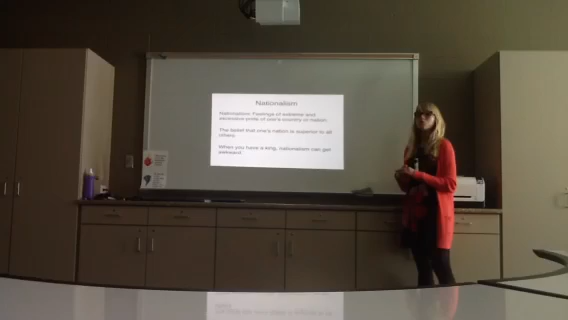 Nationalism
Nationalism: Feelings of extreme and
excessive pride of one's country or nation.
The belief that one's nation is superior to all
others.
When you have a king, nationalism can get
awkward.